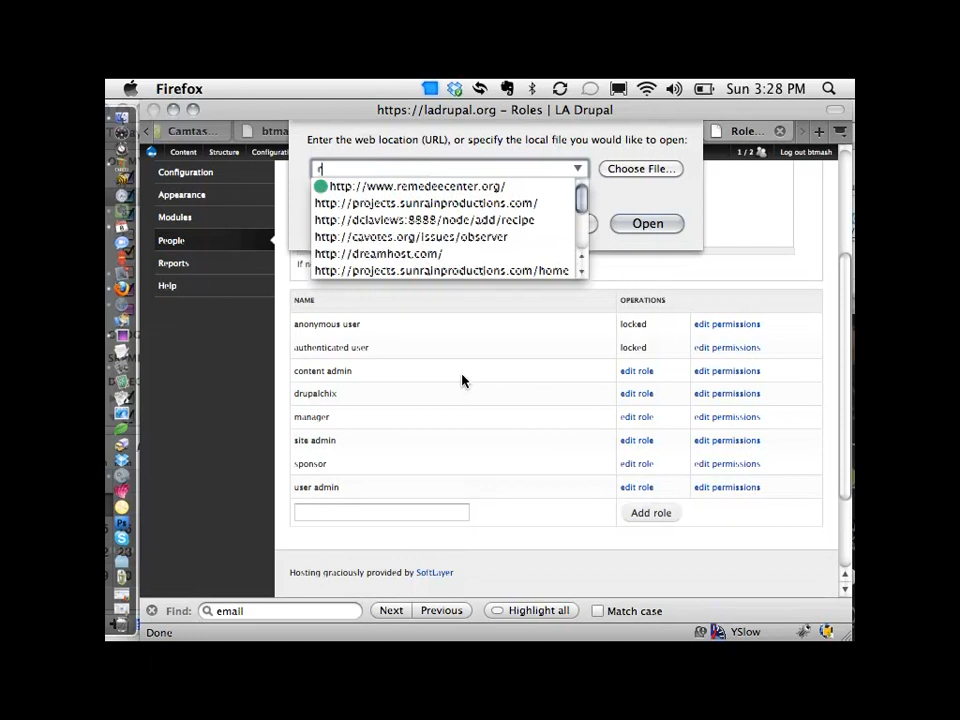 Firefox
Sun 3:28 PM
https://ladrupal.org – Roles | LA Drupal
Camtas...
btma
Role...
Enter the web location (URL), or specify the local file you would like to open:
Content Structure Configurat
1 / 2
Log out btmash
r
Choose File...
Configuration
http://www.remedeecenter.org/
Appearance
http://projects.sunrainproductions.com/
Modules
http://dclaviews:8888/node/add/recipe
Open
People
http://cavotes.org/issues/observer
http://dreamhost.com/
Reports
If n
http://projects.sunrainproductions.com/home
Help
NAME OPERATIONS
anonymous user locked edit permissions
authenticated user locked edit permissions
content admin edit role edit permissions
drupalchix edit role edit permissions
manager edit role edit permissions
site admin edit role edit permissions
sponsor edit role edit permissions
user admin edit role edit permissions
Add role
Hosting graciously provided by SoftLayer
Find: email Next Previous Highlight all Match case
Done
YSlow